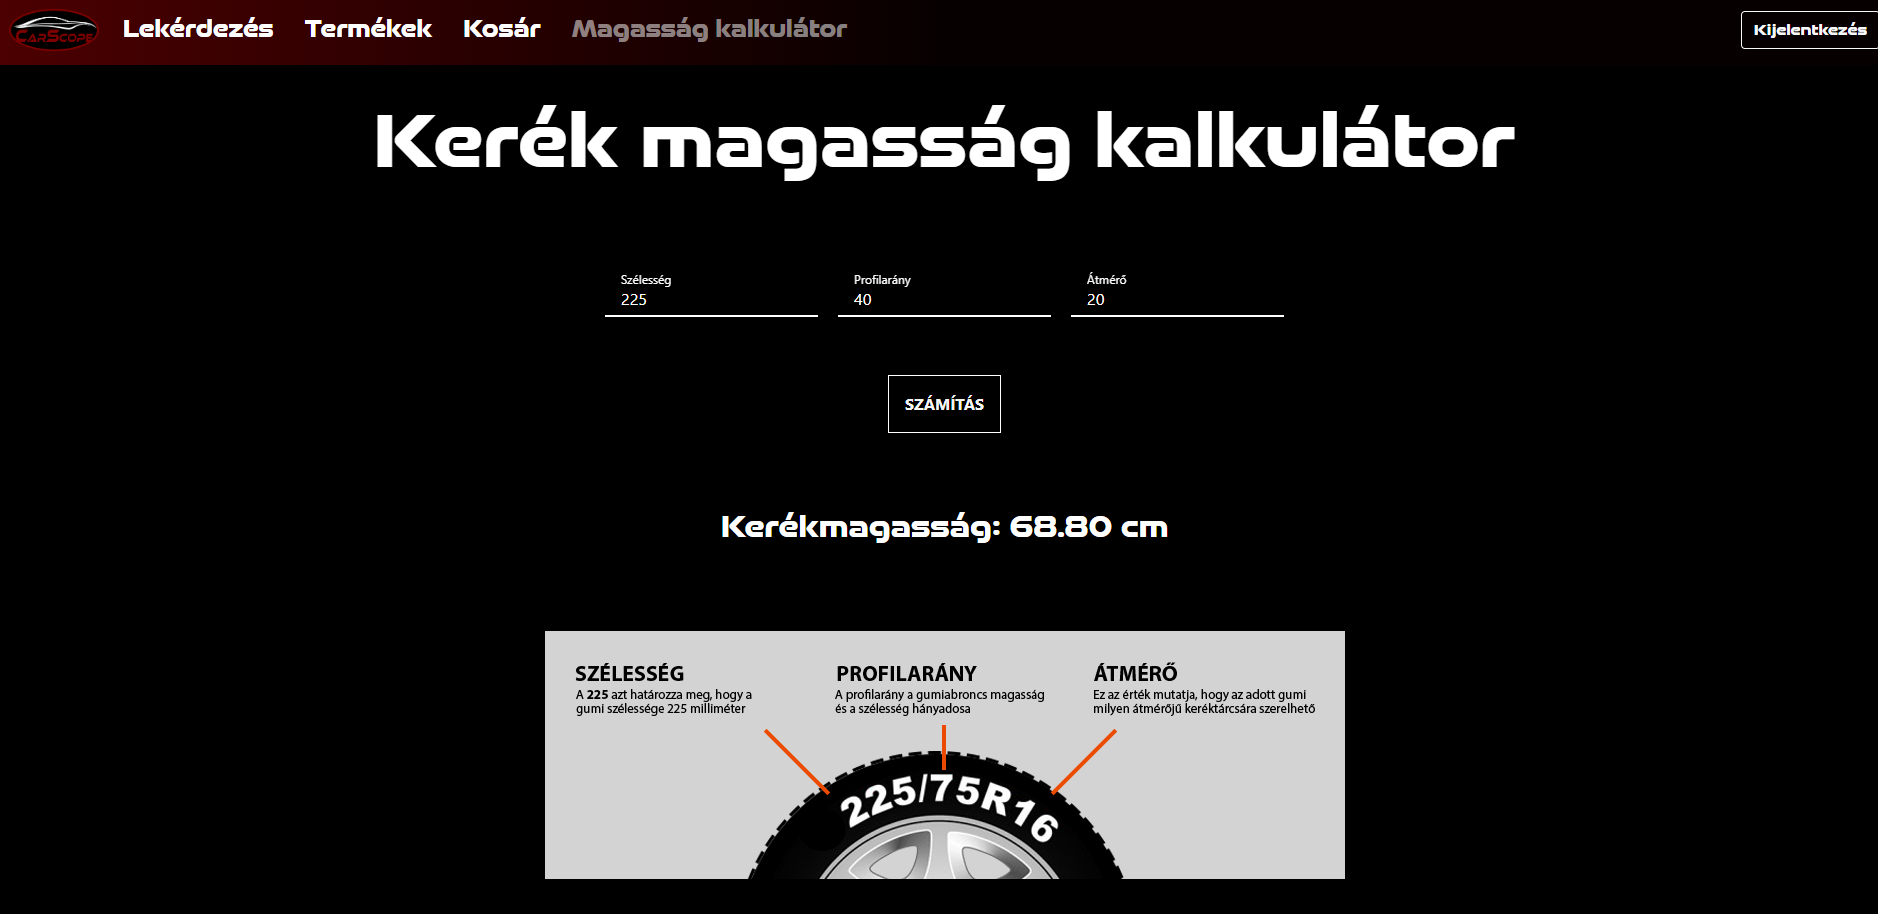 CarScope
Lekérdezés
Termékek
Kosár
Magasság kalkulátor
Kijelentkezés
Kerék magasság kalkulátor
Szélesség
225
Profilarány
40
Átmérő
20
SZÁMÍTÁS
Kerékmagasság: 68.80 cm
SZÉLESSÉG
A 225 azt határozza meg, hogy a
gumi szélessége 225 milliméter
PROFILARÁNY
A profilarány a gumiabroncs magasság
és a szélesség hányadosa
ÁTMÉRŐ
Ez az érték mutatja, hogy az adott gumi
milyen átmérőjű keréktárcsára szerelhető
225/75R16